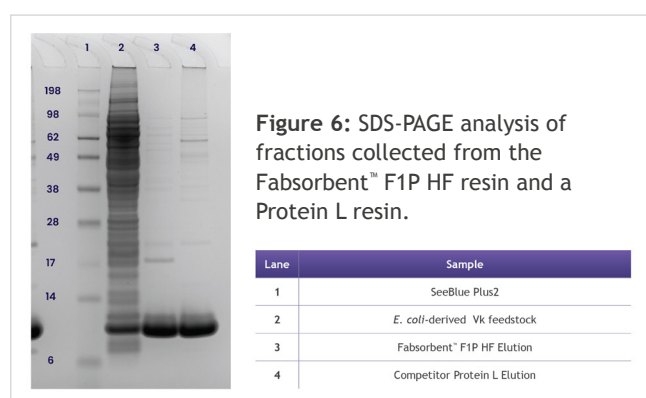 1 2 3 4
198
98
62
49
38
28
17
14
6
Figure 6: SDS-PAGE analysis of
fractions collected from the
Fabsorbent™ F1P HF resin and a
Protein L resin.
Lane Sample
1 SeeBlue Plus2
2 E. coli-derived Vk feedstock
3 Fabsorbent™ F1P HF Elution
4 Competitor Protein L Elution